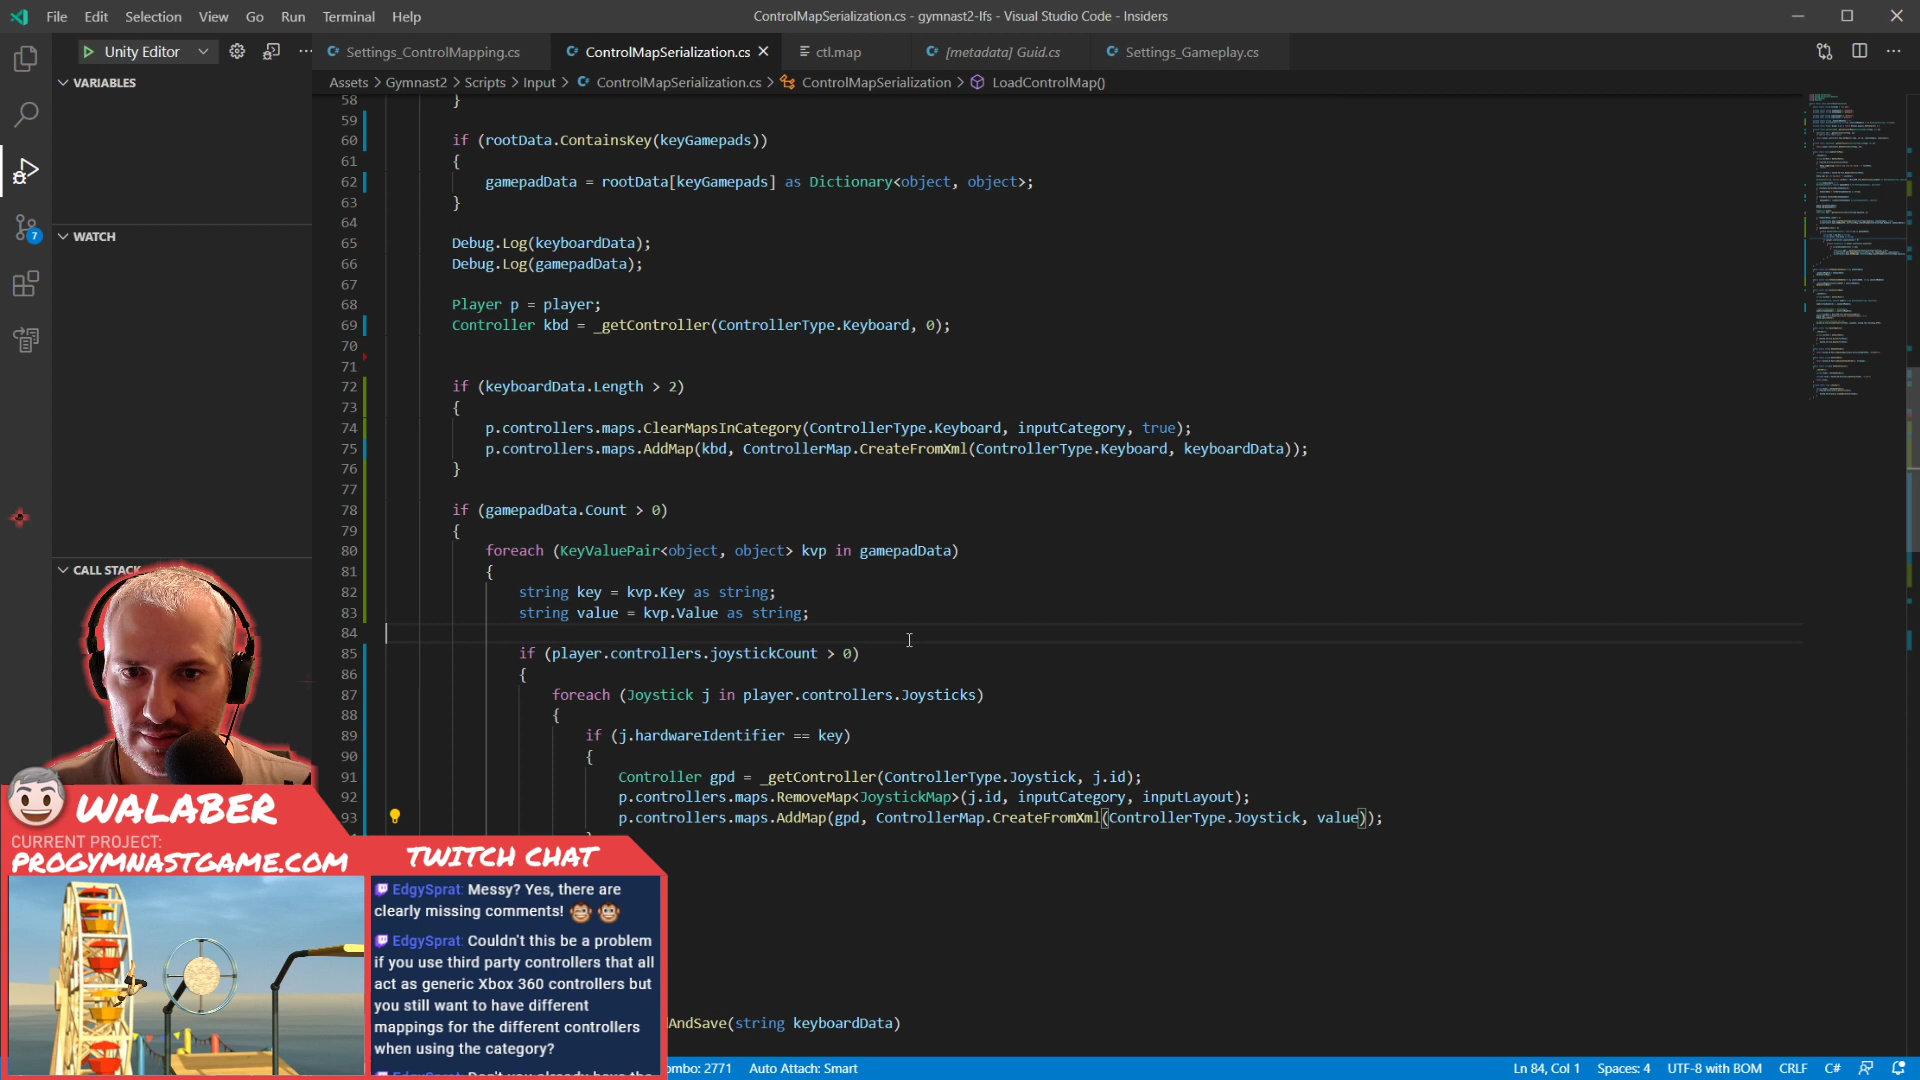 File Edit Selection View Go Run Terminal Help
ControlMapSerialization.cs - gymnast2-lfs - Visual Studio Code - Insiders
Unity Editor
Settings_ControlMapping.cs ControlMapSerialization.cs ctl.map [metadata] Guid.cs Settings_Gameplay.cs
VARIABLES
Assets > Gymnast2 > Scripts > Input > ControlMapSerialization.cs > ControlMapSerialization > LoadControlMap()
58 }
59
60 if (rootData.ContainsKey(keyGamepads))
61 {
62 gamepadData = rootData[keyGamepads] as Dictionary<object, object>;
63 }
64
65 Debug.Log(keyboardData);
66 Debug.Log(gamepadData);
67
68 Player p = player;
69 Controller kbd = _getController(ControllerType.Keyboard, 0);
70
71
72 if (keyboardData.Length > 2)
73 {
74 p.controllers.maps.ClearMapsInCategory(ControllerType.Keyboard, inputCategory, true);
75 p.controllers.maps.AddMap(kbd, ControllerMap.CreateFromXml(ControllerType.Keyboard, keyboardData));
76 }
77
78 if (gamepadData.Count > 0)
79 {
80 foreach (KeyValuePair<object, object> kvp in gamepadData)
81 {
82 string key = kvp.Key as string;
83 string value = kvp.Value as string;
84
85 if (player.controllers.joystickCount > 0)
86 {
87 foreach (Joystick j in player.controllers.Joysticks)
88 {
89 if (j.hardwareIdentifier == key)
90 {
91 Controller gpd = _getController(ControllerType.Joystick, j.id);
92 p.controllers.maps.RemoveMap<JoystickMap>(j.id, inputCategory, inputLayout);
93 p.controllers.maps.AddMap(gpd, ControllerMap.CreateFromXml(ControllerType.Joystick, value));
AndSave(string keyboardData)
WATCH
7
CALL STACK
WALABER
CURRENT PROJECT:
PROGYMNASTGAME.COM
TWITCH CHAT
EdgySprat: Messy? Yes, there are
clearly missing comments!
EdgySprat: Couldn't this be a problem
if you use third party controllers that all
act as generic Xbox 360 controllers but
you still want to have different
mappings for the different controllers
when using the category?
ombo: 2771 Auto Attach: Smart
Ln 84, Col 1 Spaces: 4 UTF-8 with BOM CRLF C#